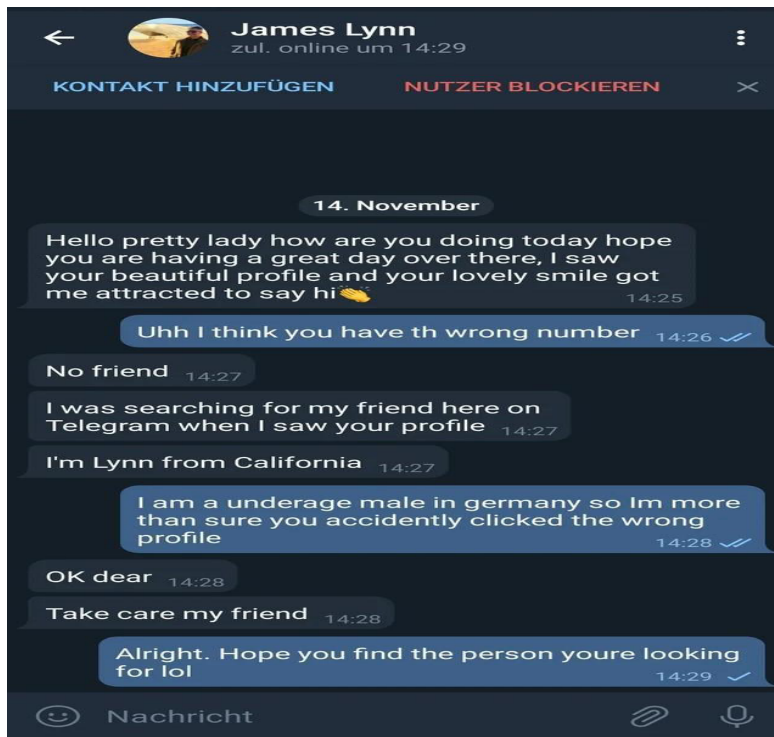 James Lynn
zul. online um 14:29
KONTAKT HINZUFÜGEN NUTZER BLOCKIEREN
14. November
Hello pretty lady how are you doing today hope
you are having a great day over there, I saw
your beautiful profile and your lovely smile got
me attracted to say hi👏 14:25
Uhh I think you have th wrong number 14:26
No friend 14:27
I was searching for my friend here on
Telegram when I saw your profile 14:27
I'm Lynn from California 14:27
I am a underage male in germany so Im more
than sure you accidently clicked the wrong
profile 14:28
OK dear 14:28
Take care my friend 14:28
Alright. Hope you find the person youre looking
for lol 14:29
Nachricht